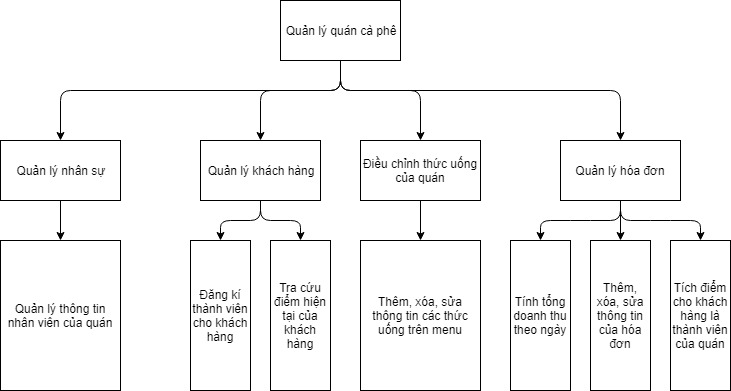 Quản lý quán cà phê
Quản lý nhân sự
Quản lý khách hàng
Điều chỉnh thức uống
của quán
Quản lý hóa đơn
Quản lý thông tin
nhân viên của quán
Đăng kí
thành viên
cho khách
hàng
Tra cứu
điểm hiện
tại của
khách
hàng
Thêm, xóa, sửa
thông tin các thức
uống trên menu
Tính tổng
doanh thu
theo ngày
Thêm,
xóa, sửa
thông tin
của hóa
đơn
Tích điểm
cho khách
hàng là
thành viên
của quán